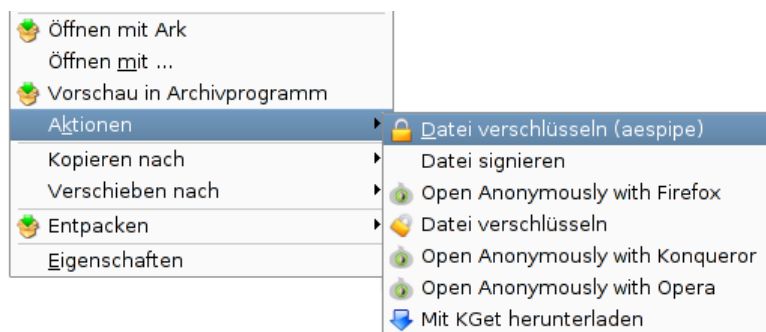 Öffnen mit Ark
Öffnen mit ...
Vorschau in Archivprogramm
Aktionen
Kopieren nach
Verschieben nach
Entpacken
Eigenschaften
Datei verschlüsseln (aespipe)
Datei signieren
Open Anonymously with Firefox
Datei verschlüsseln
Open Anonymously with Konqueror
Open Anonymously with Opera
Mit KGet herunterladen